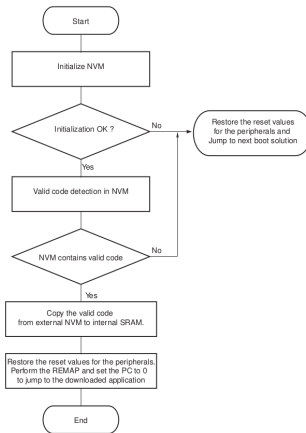 Start
Initialize NVM
Initialization OK ?
No
Restore the reset values
for the peripherals and
Jump to next boot solution
Yes
Valid code detection in NVM
NVM contains valid code
No
Yes
Copy the valid code
from external NVM to internal SRAM.
Restore the reset values for the peripherals.
Perform the REMAP and set the PC to 0
to jump to the downloaded application
End